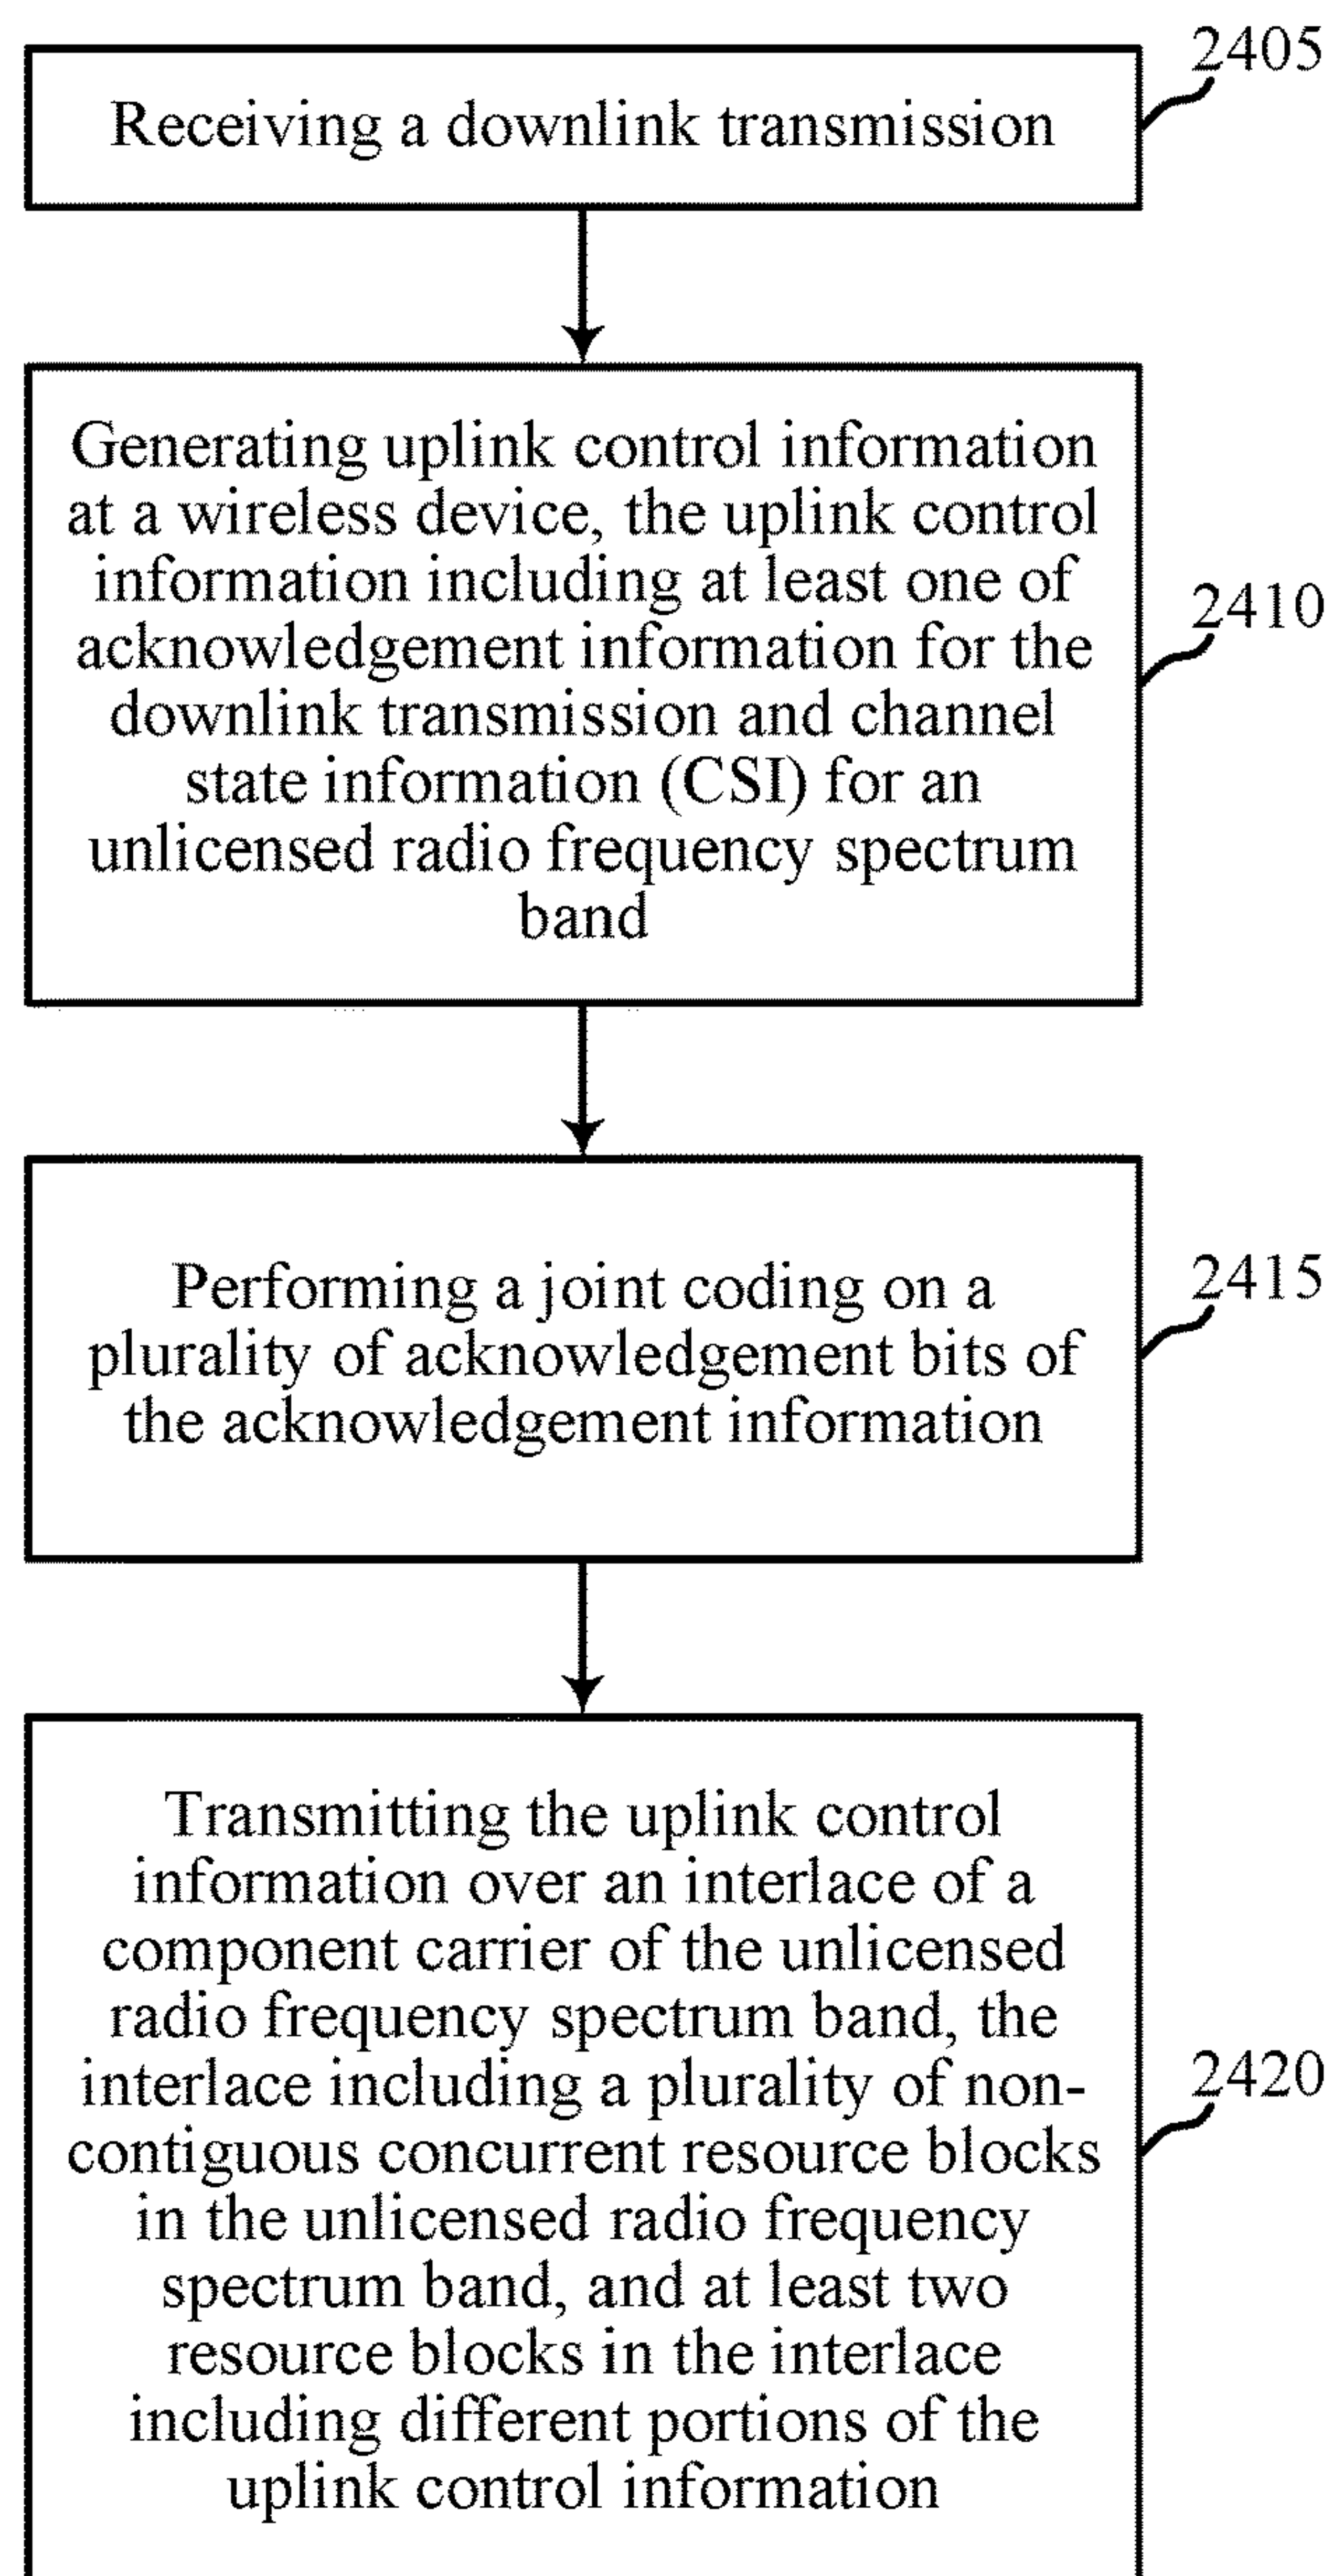 2405
Receiving a downlink transmission
Generating uplink control information
at a wireless device, the uplink control
information including at least one of
acknowledgement information for the
downlink transmission and channel
state information (CSI) for an
unlicensed radio frequency spectrum
band
2410
Performing a joint coding on a
plurality of acknowledgement bits of
the acknowledgement information
2415
Transmitting the uplink control
information over an interlace of a
component carrier of the unlicensed
radio frequency spectrum band, the
interlace including a plurality of non-
contiguous concurrent resource blocks
in the unlicensed radio frequency
spectrum band, and at least two
resource blocks in the interlace
including different portions of the
uplink control information
2420